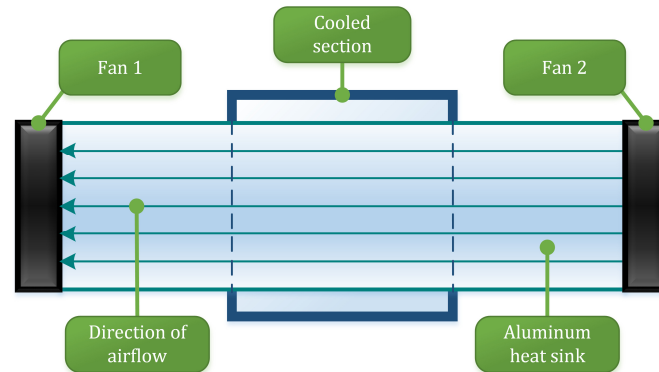 Cooled
section
Fan 1
Fan 2
Direction of
airflow
Aluminum
heat sink